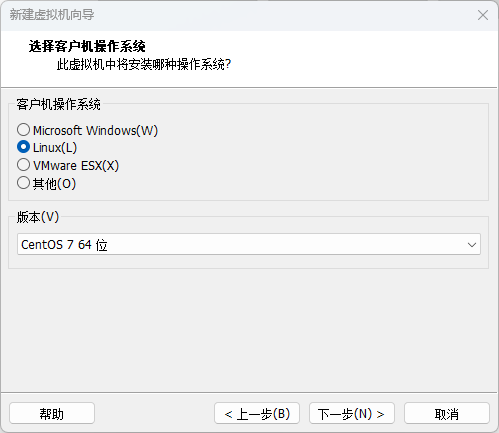 新建虚拟机向导
选择客户机操作系统
此虚拟机中将安装哪种操作系统?
客户机操作系统
Microsoft Windows(W)
Linux(L)
VMware ESX(X)
其他(O)
版本(V)
CentOS 7 64 位
帮助
< 上一步(B)
下一步(N) >
取消